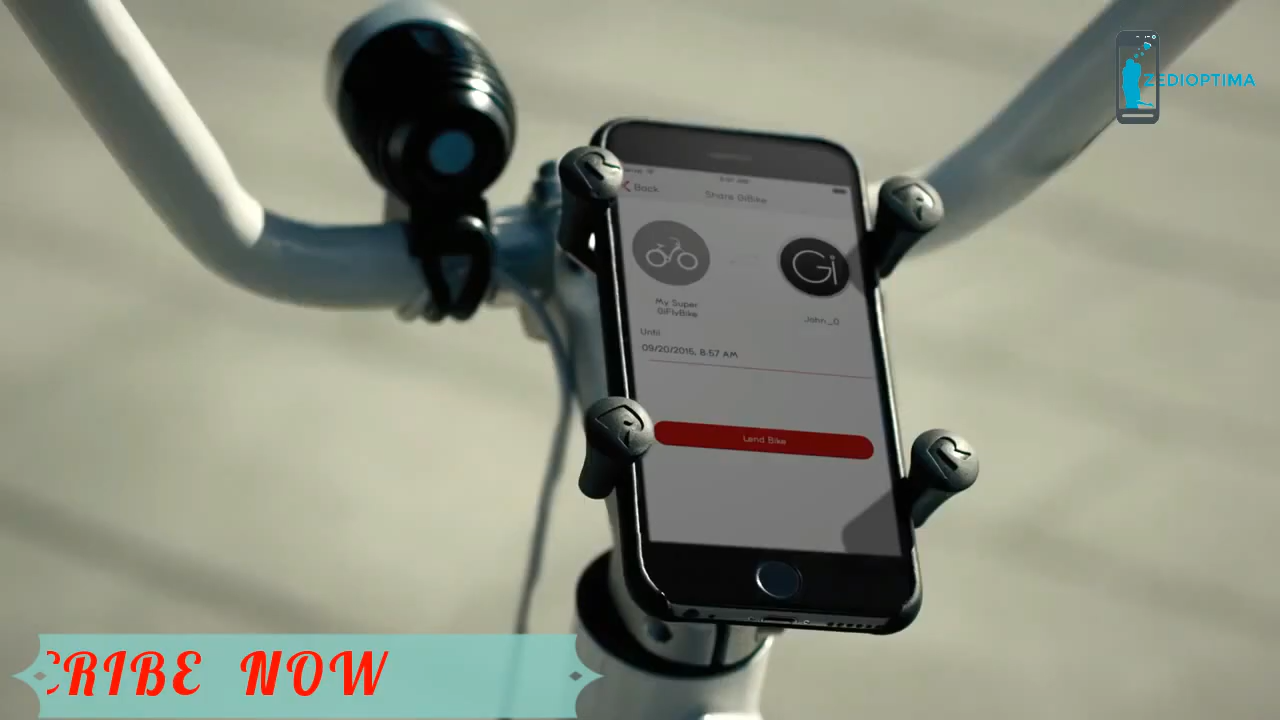 ZEDIOPTIMA
Back
Share GiBike
Gi
My Super
GiFlyBike
John_0
Until
09/20/2015, 8:57 AM
Lend Bike
CRIBE NOW